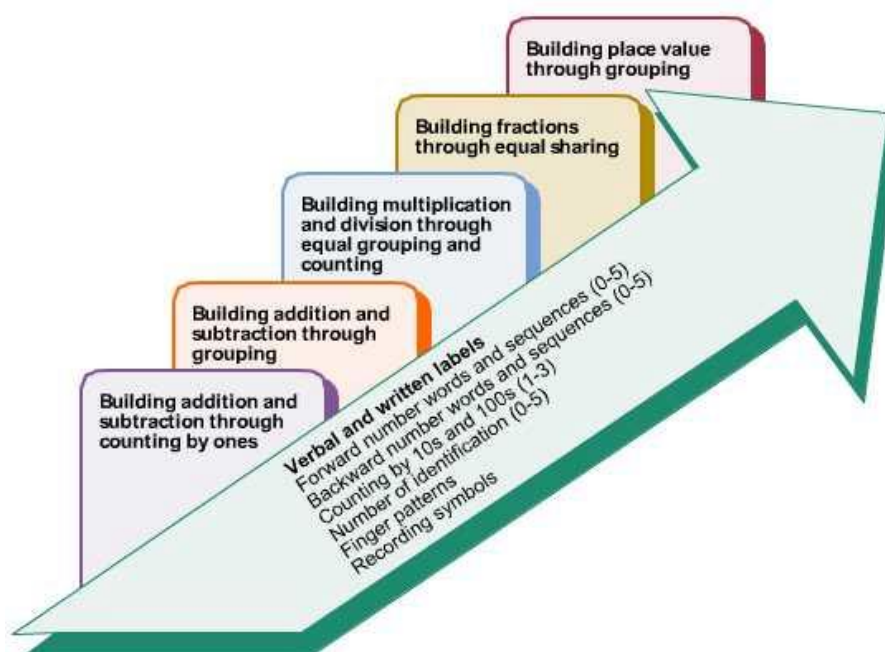 Building place value
through grouping
Building fractions
through equal sharing
Building multiplication
and division through
equal grouping and
counting
Building addition and
subtraction through
grouping
Building addition and
subtraction through
counting by ones
Verbal and written labels
Forward number words and sequences (0-5)
Backward number words and sequences (0-5)
Counting by 10s and 100s (1-3)
Number of identification (0-5)
Finger patterns
Recording symbols